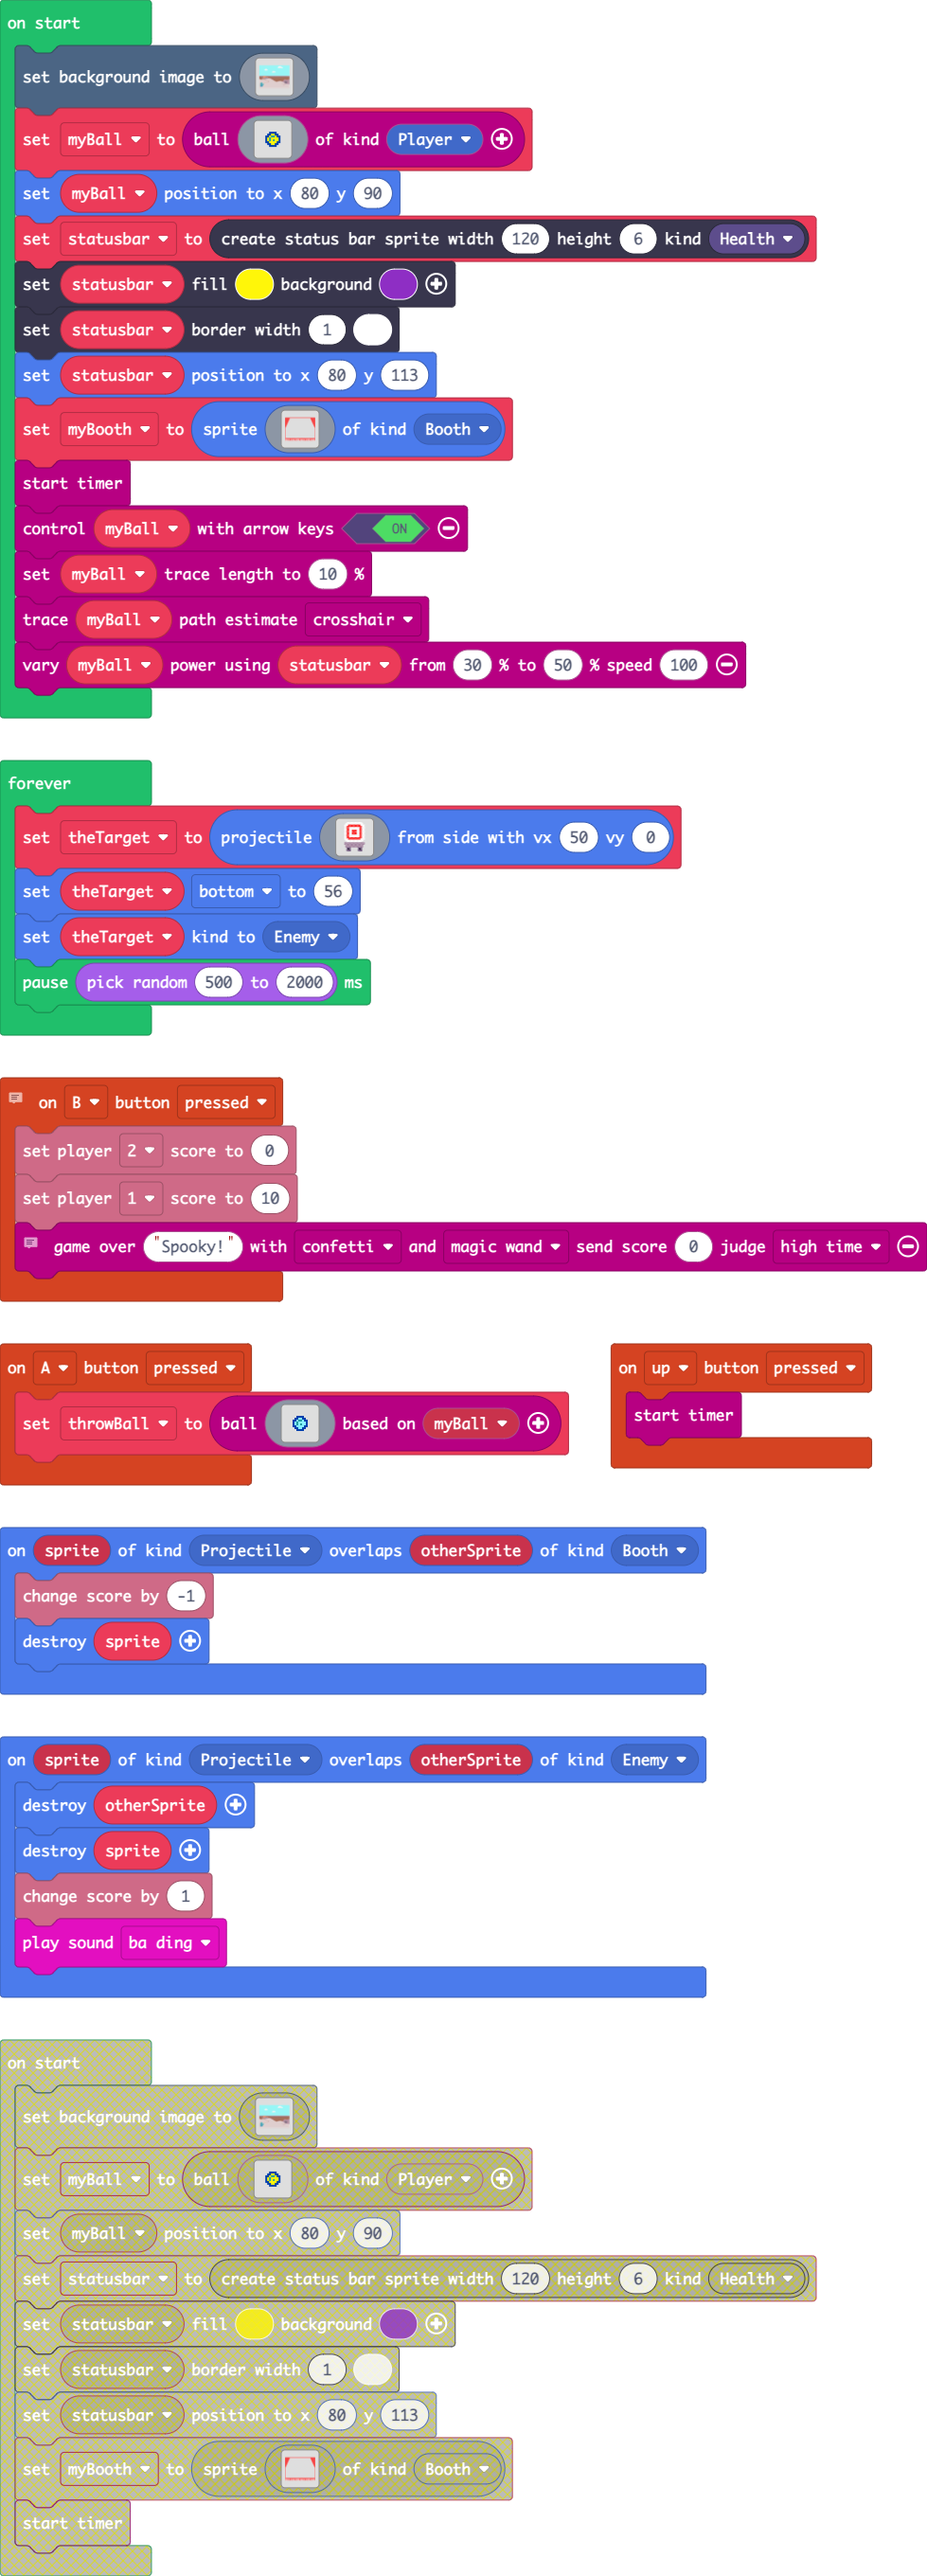 on start
set background image to
set myBall to ball of kind Player
set myBall position to x 80 y 90
set statusbar to create status bar sprite width 120 height 6 kind Health
set statusbar fill background
set statusbar border width 1
set statusbar position to x 80 y 113
set myBooth to sprite of kind Booth
start timer
control myBall with arrow keys ON
set myBall trace length to 10 %
trace myBall path estimate crosshair
vary myBall power using statusbar from 30 % to 50 % speed 100
forever
set theTarget to projectile from side with vx 50 vy 0
set theTarget bottom to 56
set theTarget kind to Enemy
pause pick random 500 to 2000 ms
on B button pressed
set player 2 score to 0
set player 1 score to 10
game over "Spooky!" with confetti and magic wand send score 0 judge high time
on A button pressed
set throwBall to ball based on myBall
on up button pressed
start timer
on sprite of kind Projectile overlaps otherSprite of kind Booth
change score by -1
destroy sprite
on sprite of kind Projectile overlaps otherSprite of kind Enemy
destroy otherSprite
destroy sprite
change score by 1
play sound ba ding
on start
set background image to
set myBall to ball of kind Player
set myBall position to x 80 y 90
set statusbar to create status bar sprite width 120 height 6 kind Health
set statusbar fill background
set statusbar border width 1
set statusbar position to x 80 y 113
set myBooth to sprite of kind Booth
start timer